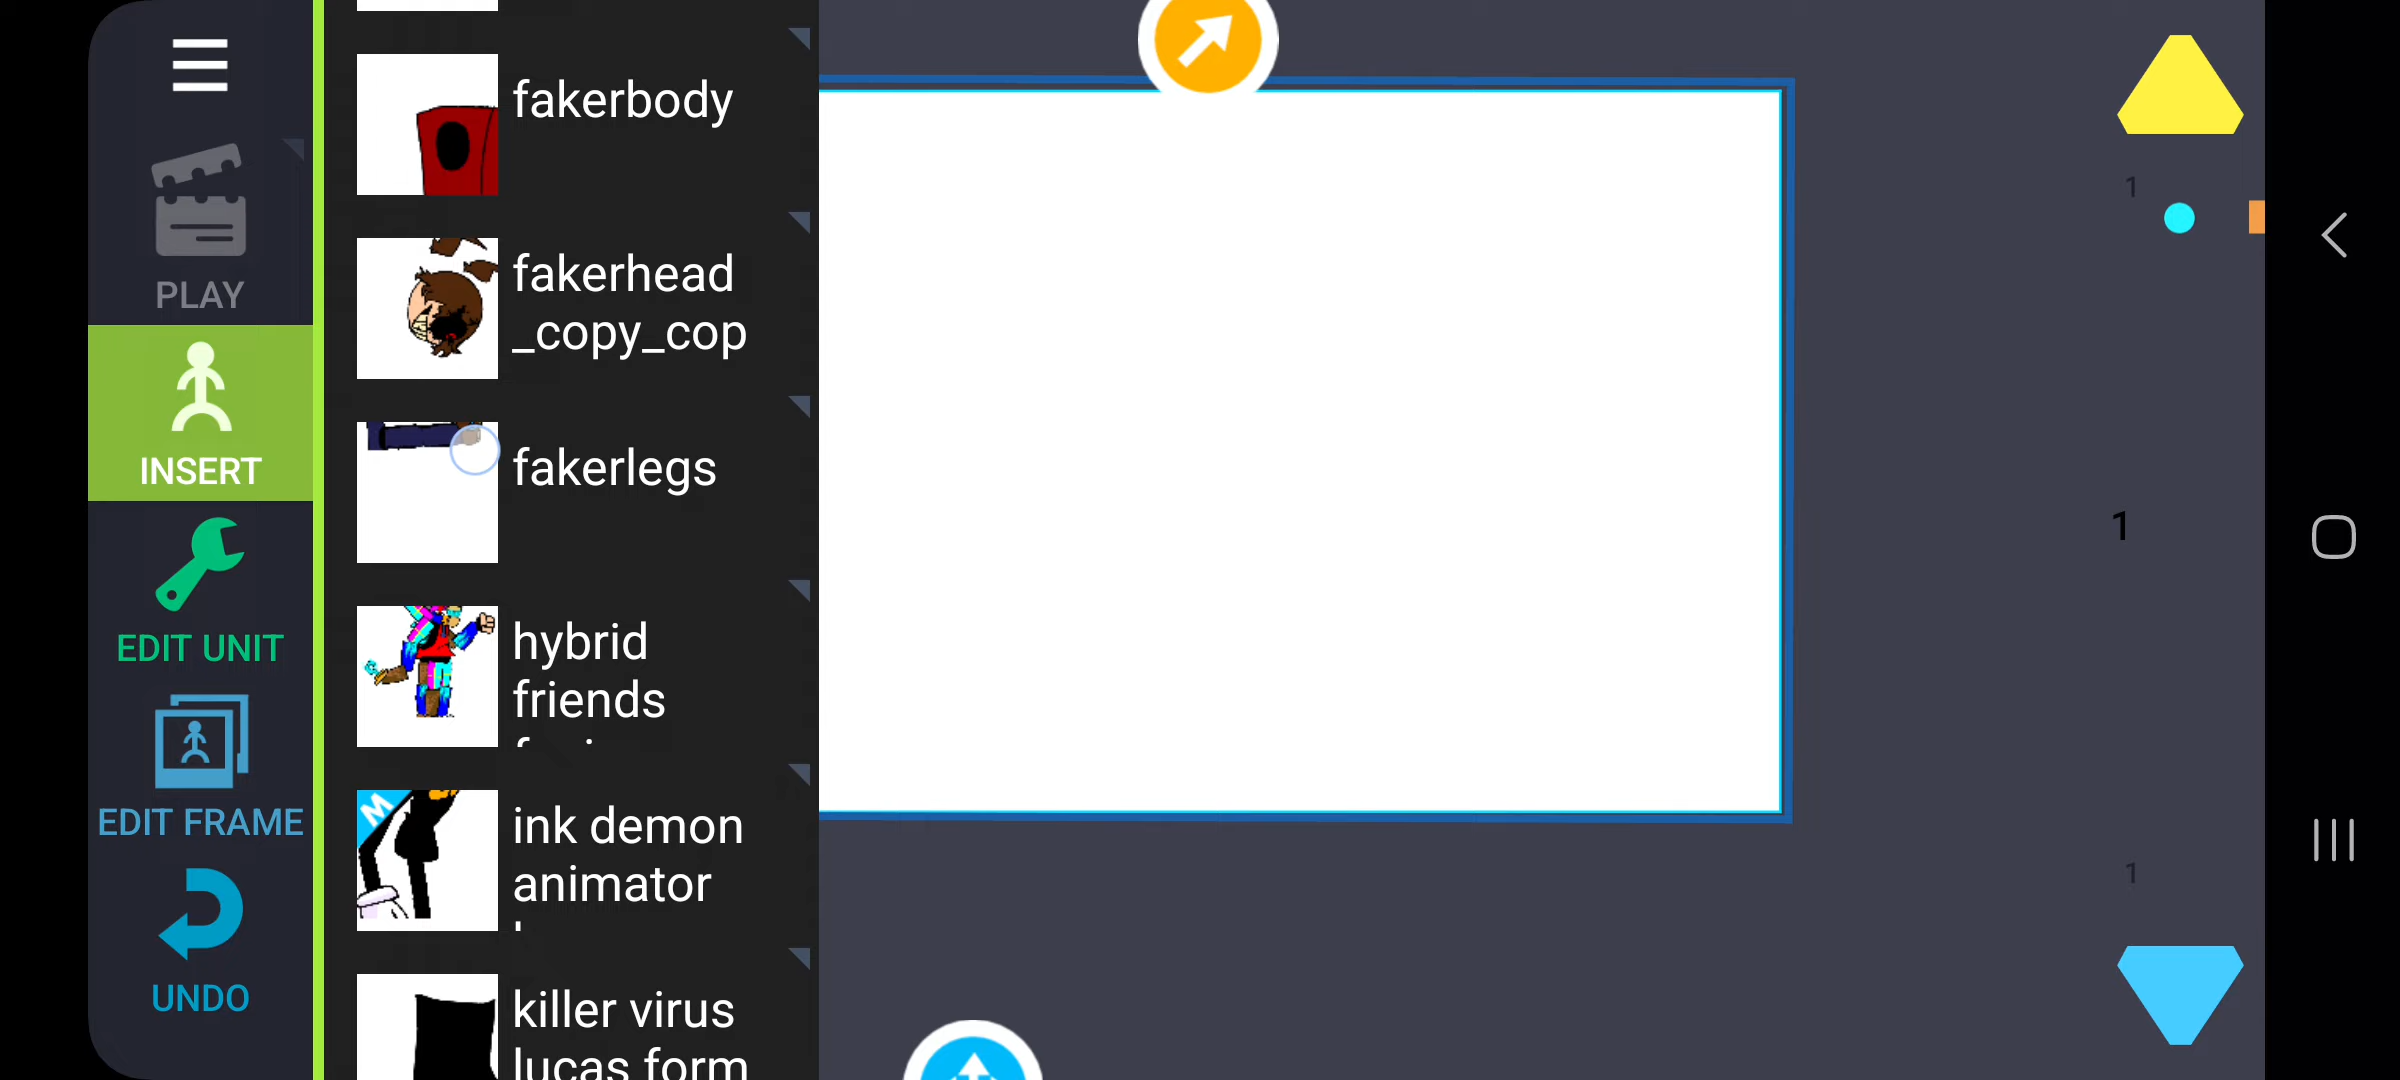 PLAY
INSERT
EDIT UNIT
EDIT FRAME
UNDO
fakerbody
fakerhead
_copy_cop
fakerlegs
hybrid
friends
M
ink demon
animator
killer virus
lucas form
1
1
1